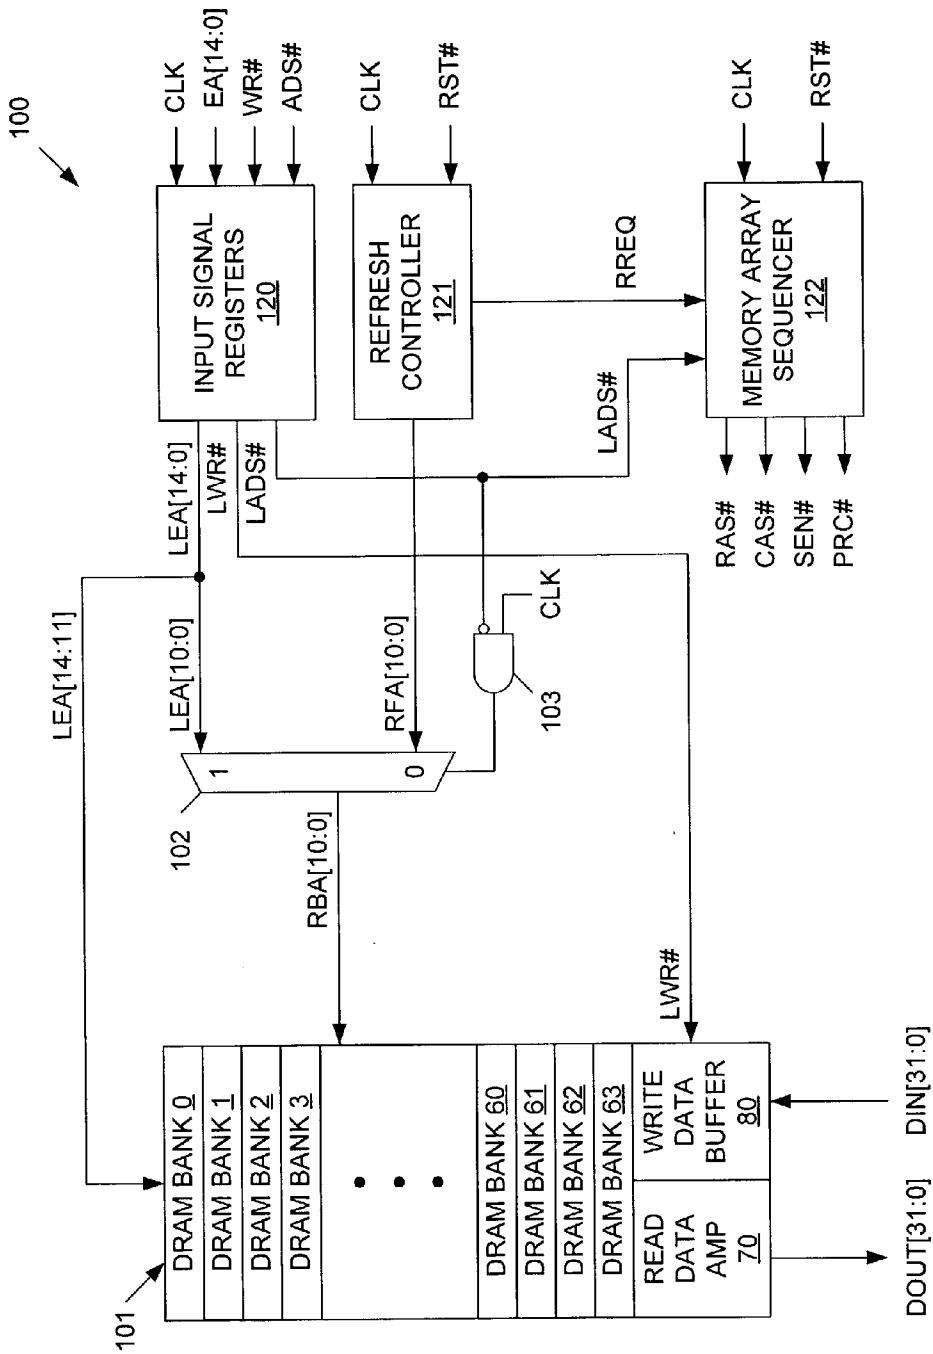 100
CLK
EA[14:0]
WR#
ADS#
INPUT SIGNAL
REGISTERS
120
LEA[14:0]
LWR#
LADS#
CLK
RST#
REFRESH
CONTROLLER
121
RREQ
LADS#
CLK
RST#
MEMORY ARRAY
SEQUENCER
122
RAS#
CAS#
SEN#
PRC#
LEA[14:11]
LEA[10:0]
RFA[10:0]
CLK
103
102
1
0
RBA[10:0]
LWR#
101
DRAM BANK 0
DRAM BANK 1
DRAM BANK 2
DRAM BANK 3
DRAM BANK 60
DRAM BANK 61
DRAM BANK 62
DRAM BANK 63
READ
DATA
AMP
70
WRITE
DATA
BUFFER
80
DOUT[31:0]
DIN[31:0]